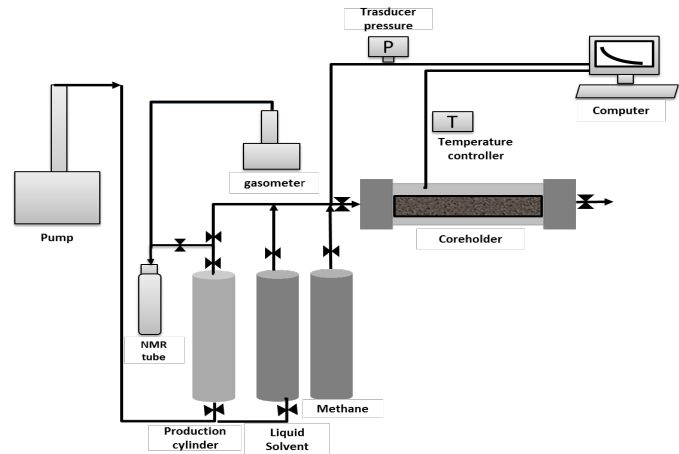 Trasducer
pressure
P
Computer
T
Temperature
controller
gasometer
Pump
Coreholder
NMR
tube
Methane
Production
cylinder
Liquid
Solvent